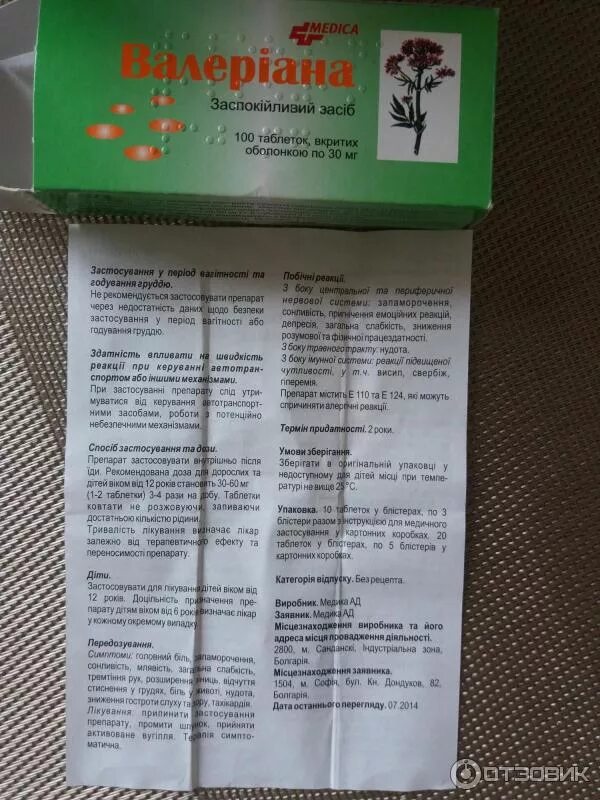 MEDICA
Валеріана
Заспокійливий засіб
100 таблеток, вкритих
оболонкою по 30 мг
Застосування у період вагітності та
годування груддю.
Не рекомендується застосовувати препарат
через недостатність даних щодо безпеки
застосування у період вагітності або
годування груддю.
Здатність впливати на швидкість
реакції при керуванні автотран-
спортом або іншими механізмами.
При застосуванні препарату слід утри-
муватися від керування автотранспорт-
ними засобами, роботи з потенційно
небезпечними механізмами.
Спосіб застосування та дози.
Препарат застосовувати внутрішньо після
їди. Рекомендована доза для дорослих та
дітей віком від 12 років становить 30-60 мг
(1-2 таблетки) 3-4 рази на добу. Таблетки
ковтати не розжовуючи, запиваючи
достатньою кількістю рідини.
Тривалість лікування визначає лікар
залежно від терапевтичного ефекту та
переносимості препарату.
Діти.
Застосовувати для лікування дітей віком від
12 років. Доцільність призначення пре-
парату дітям віком від 6 років визначає лікар
у кожному окремому випадку.
Передозування.
Симптоми: головний біль, запаморочення,
сонливість, млявість, загальна слабкість,
тремтіння рук, розширення зіниць, відчуття
стиснення у грудях, біль у животі, нудота,
зниження гостроти слуху та зору, тахікардія.
Лікування: припинити застосування
препарату, промити шлунок, прийняти
активоване вугілля. Терапія симпто-
матична.
Побічні реакції.
З боку центральної та периферичної
нервової системи: запаморочення,
сонливість, пригнічення емоційних реакцій,
депресія, загальна слабкість, зниження
розумової та фізичної працездатності.
З боку травного тракту: нудота.
З боку імунної системи: реакції підвищеної
чутливості, у т.ч. висип, свербіж,
гіперемія.
Препарат містить Е 110 та Е 124, які можуть
спричиняти алергічні реакції.
Термін придатності. 2 роки.
Умови зберігання.
Зберігати в оригінальній упаковці у
недоступному для дітей місці при темпе-
ратурі не вище 25 °С.
Упаковка. 10 таблеток у блістерах, по 3
блістери разом з інструкцією для медичного
застосування у картонних коробках. 20
таблеток у блістерах, по 5 блістерів у
картонних коробках.
Категорія відпуску. Без рецепта.
Виробник. Медика АД
Заявник. Медика АД
Місцезнаходження виробника та його
адреса місця провадження діяльності.
2800, м. Санданскі, Індустріальна зона,
Болгарія.
Місцезнаходження заявника.
1504, м. Софія, бул. Кн. Дондуков, 82,
Болгарія.
Дата останнього перегляду. 07.2014
ОТЗОВИК